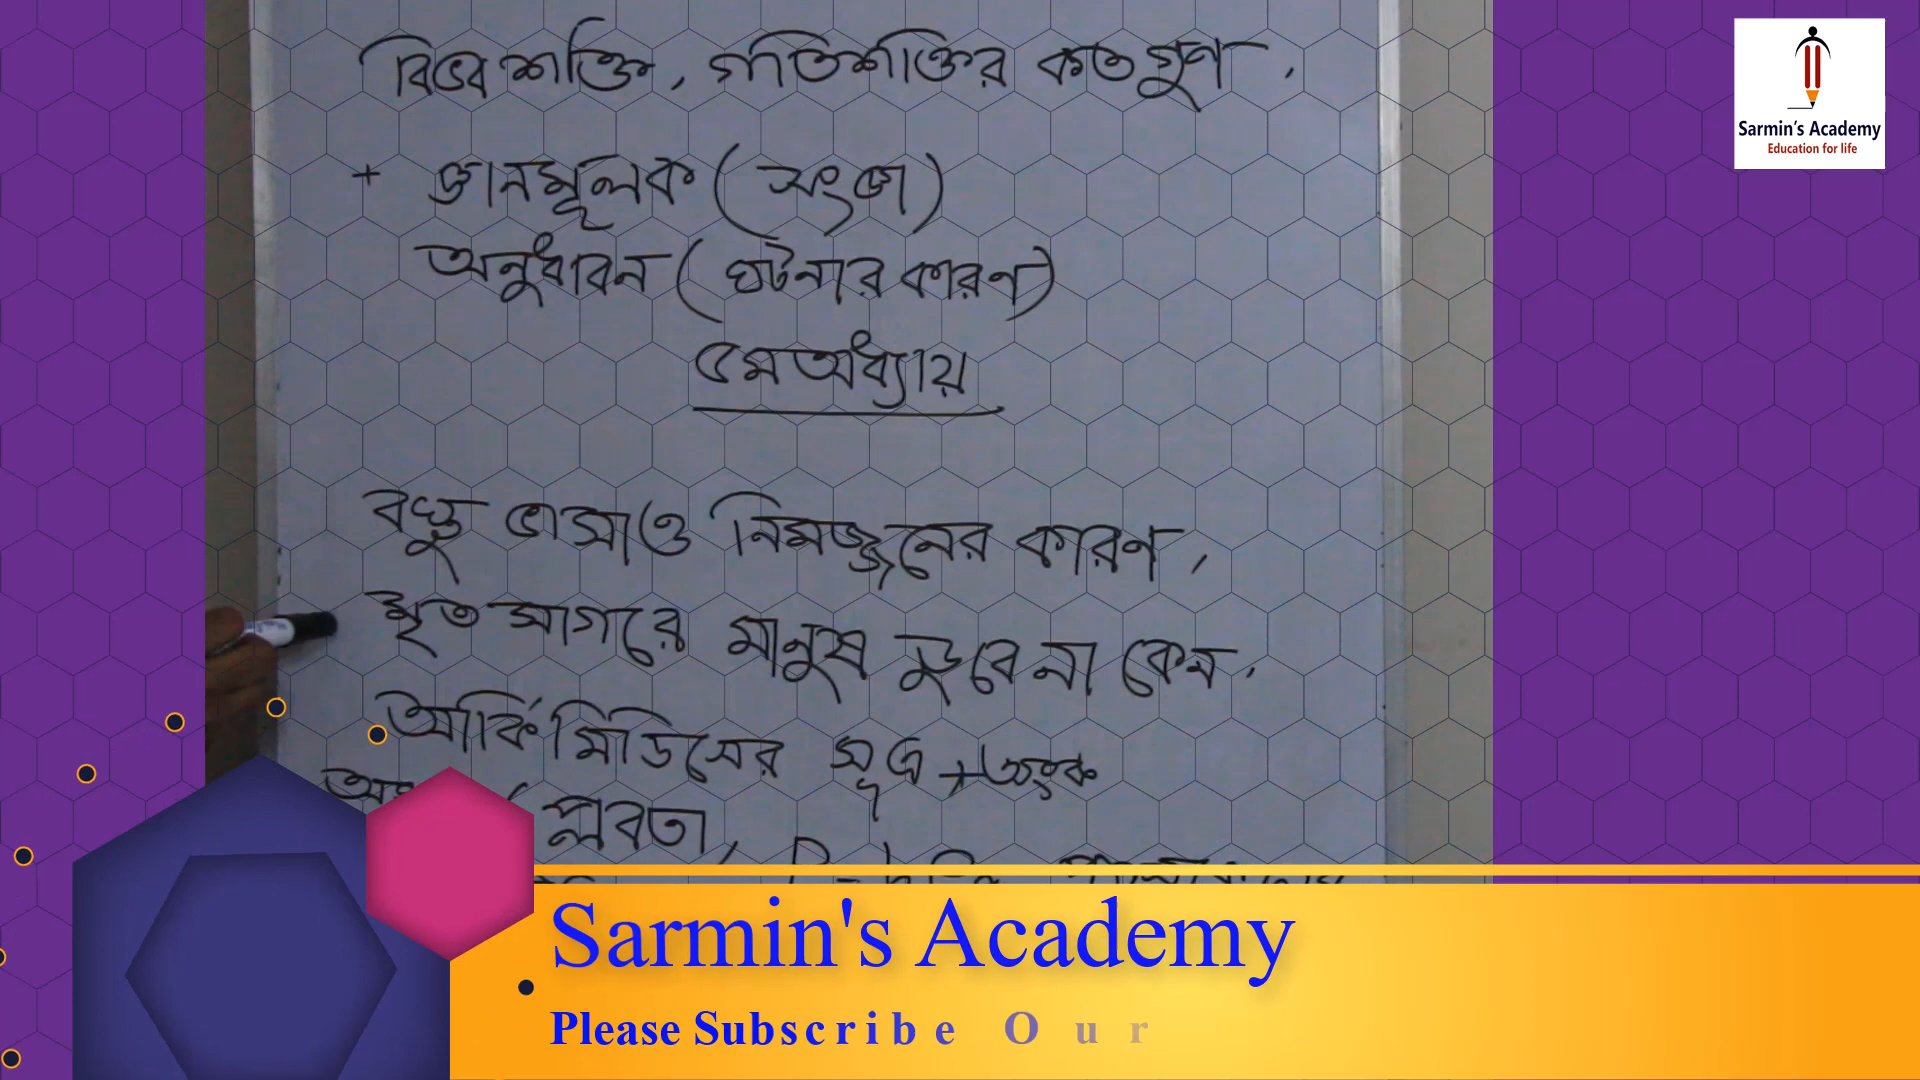 বিভব শক্তি, গতিশক্তির কতগুণ,
+ জ্ঞানমূলক (সংজ্ঞা)
অনুধাবন (ঘটনার কারণ)
৫ম অধ্যায়
বস্তু ভাসা ও নিমজ্জনের কারণ,
মৃত সাগরে মানুষ ডুবে না কেন,
আর্কিমিডিসের সূত্র + অংক
প্লবতা,
Sarmin's Academy
Education for life
Sarmin's Academy
Please Subscribe Our